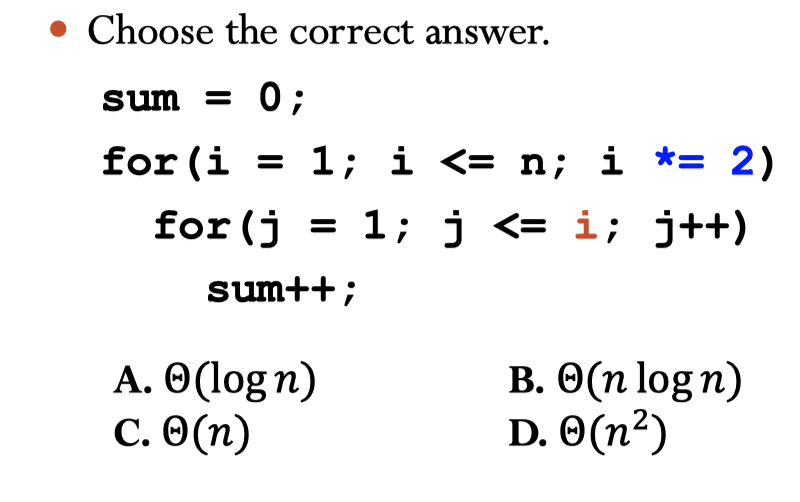 • Choose the correct answer.
sum = 0;
for(i = 1; i <= n; i *= 2)
for(j = 1; j <= i; j++)
sum++;
A. Θ(log n) B. Θ(n log n)
C. Θ(n) D. Θ(n²)